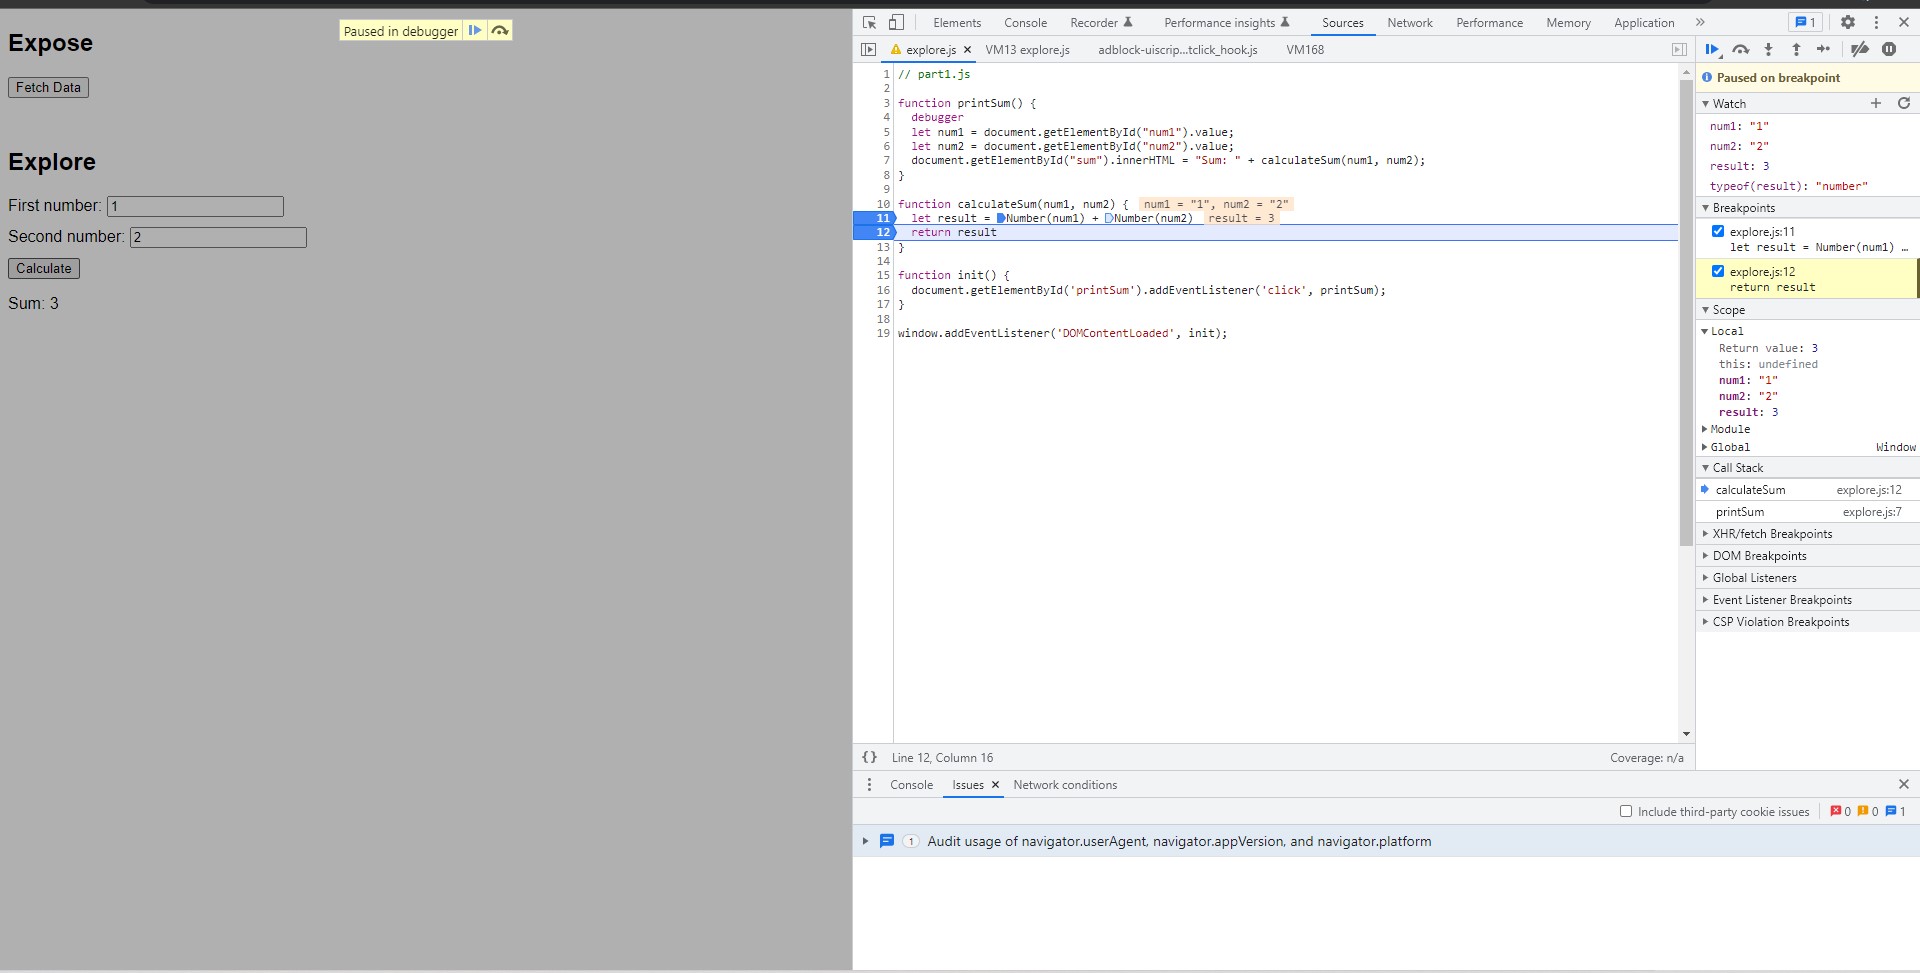 Expose
Paused in debugger
Fetch Data
Explore
First number: 1
Second number: 2
Calculate
Sum: 3
Elements Console Recorder Performance insights Sources Network Performance Memory Application » 1
explore.js × VM13 explore.js adblock-uiscrip...tclick_hook.js VM168
1 // part1.js
2
3 function printSum() {
4 debugger
5 let num1 = document.getElementById("num1").value;
6 let num2 = document.getElementById("num2").value;
7 document.getElementById("sum").innerHTML = "Sum: " + calculateSum(num1, num2);
8 }
9
10 function calculateSum(num1, num2) { num1 = "1", num2 = "2"
11 let result = Number(num1) + Number(num2) result = 3
12 return result
13 }
14
15 function init() {
16 document.getElementById('printSum').addEventListener('click', printSum);
17 }
18
19 window.addEventListener('DOMContentLoaded', init);
{} Line 12, Column 16 Coverage: n/a
Paused on breakpoint
Watch
num1: "1"
num2: "2"
result: 3
typeof(result): "number"
Breakpoints
explore.js:11
let result = Number(num1) …
explore.js:12
return result
Scope
Local
Return value: 3
this: undefined
num1: "1"
num2: "2"
result: 3
Module
Global Window
Call Stack
calculateSum explore.js:12
printSum explore.js:7
XHR/fetch Breakpoints
DOM Breakpoints
Global Listeners
Event Listener Breakpoints
CSP Violation Breakpoints
Console Issues × Network conditions
Include third-party cookie issues 0 0 1
1 Audit usage of navigator.userAgent, navigator.appVersion, and navigator.platform